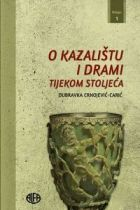 O KAZALIŠTU
I DRAMI
TIJEKOM STOLJEĆA
DUBRAVKA CRNOJEVIĆ-CARIĆ